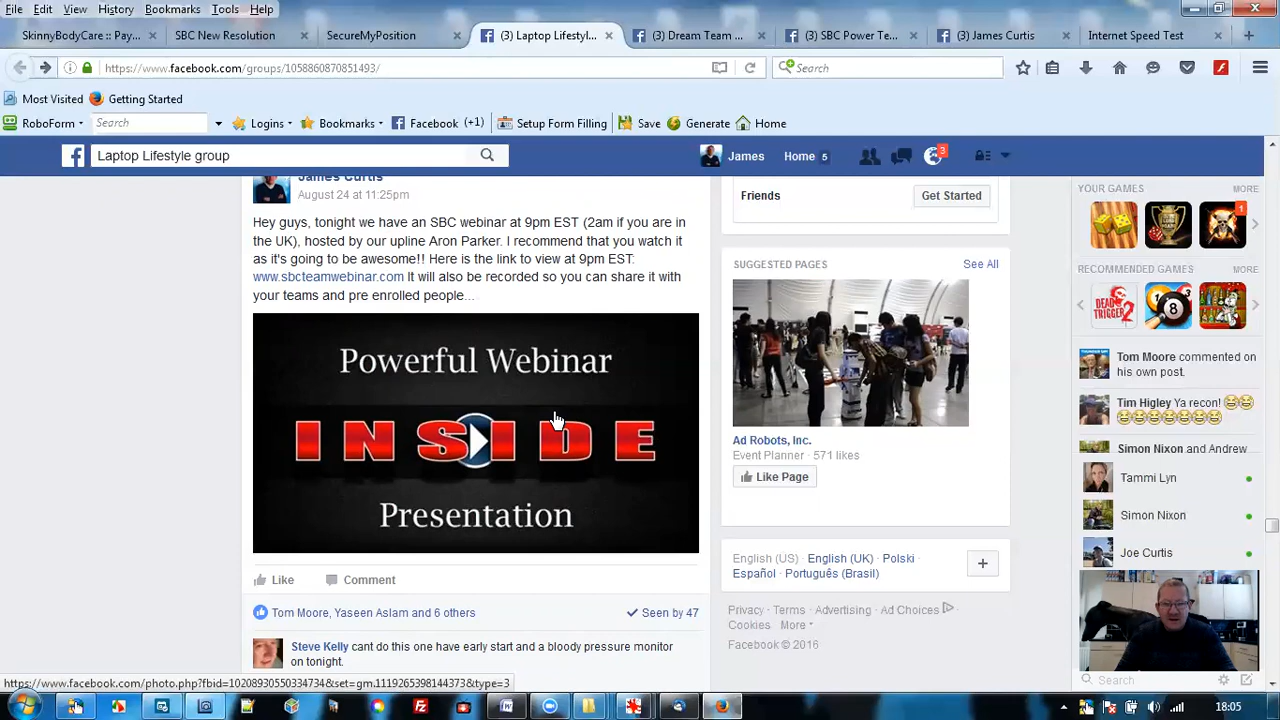 File Edit View History Bookmarks Tools Help
SkinnyBodyCare :: Pay... × SBC New Resolution × SecureMyPosition × (3) Laptop Lifestyl... × (3) Dream Team ... × (3) SBC Power Te... × (3) James Curtis × Internet Speed Test × +
https://www.facebook.com/groups/1058860870851493/
Search
Most Visited Getting Started
RoboForm Search Logins Bookmarks Facebook (+1) Setup Form Filling Save Generate Home
Laptop Lifestyle group
James Home 5 3
James Curtis
August 24 at 11:25pm
Hey guys, tonight we have an SBC webinar at 9pm EST (2am if you are in
the UK), hosted by our upline Aron Parker. I recommend that you watch it
as it's going to be awesome!! Here is the link to view at 9pm EST:
www.sbcteamwebinar.com It will also be recorded so you can share it with
your teams and pre enrolled people...
Powerful Webinar
INSIDE
Presentation
Like Comment
Tom Moore, Yaseen Aslam and 6 others Seen by 47
Steve Kelly cant do this one have early start and a bloody pressure monitor
on tonight.
Friends Get Started
SUGGESTED PAGES See All
Ad Robots, Inc.
Event Planner · 571 likes
Like Page
English (US) · English (UK) · Polski ·
Español · Português (Brasil)
+
Privacy · Terms · Advertising · Ad Choices
Cookies · More
Facebook © 2016
YOUR GAMES MORE
1
RECOMMENDED GAMES MORE
DEAD
TRIGGER
2
8
Tom Moore commented on
his own post.
Tim Higley Ya recon!
Simon Nixon and Andrew
Tammi Lyn
Simon Nixon
Joe Curtis
Search
https://www.facebook.com/photo.php?fbid=10208930550334734&set=gm.1119265398144373&type=3
18:05